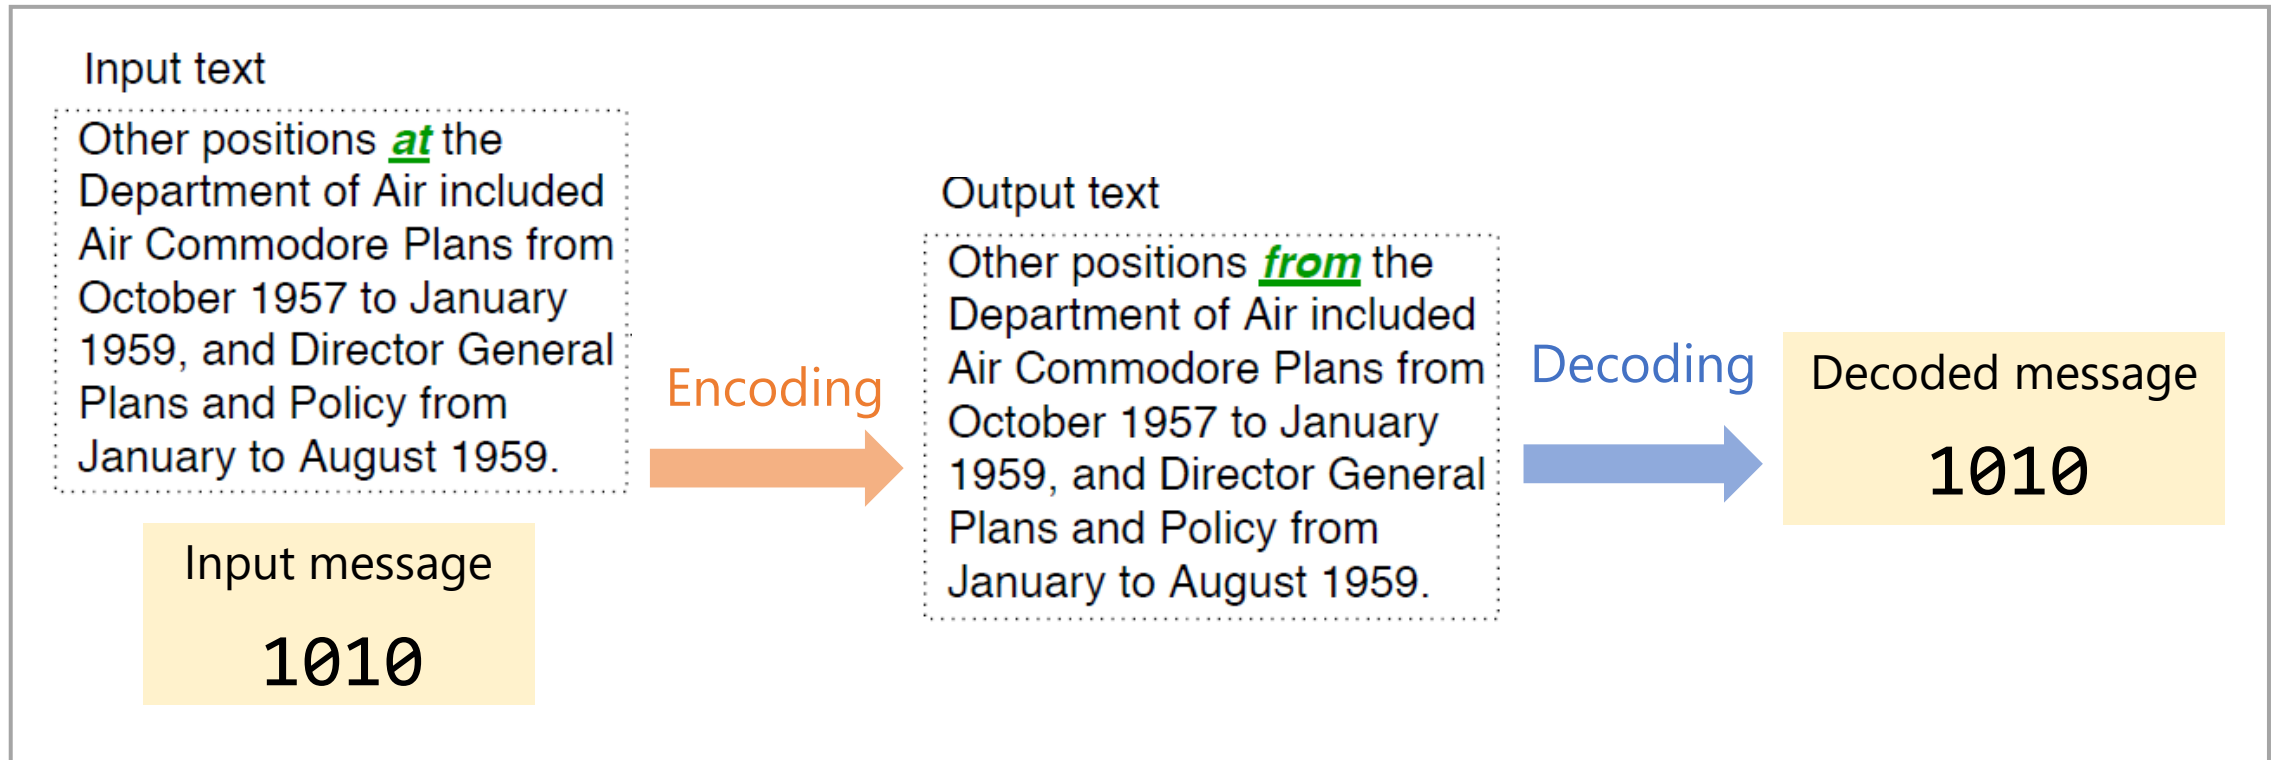 Input text
Other positions at the
Department of Air included
Air Commodore Plans from
October 1957 to January
1959, and Director General
Plans and Policy from
January to August 1959.
Input message
1010
Encoding
Output text
Other positions from the
Department of Air included
Air Commodore Plans from
October 1957 to January
1959, and Director General
Plans and Policy from
January to August 1959.
Decoding
Decoded message
1010